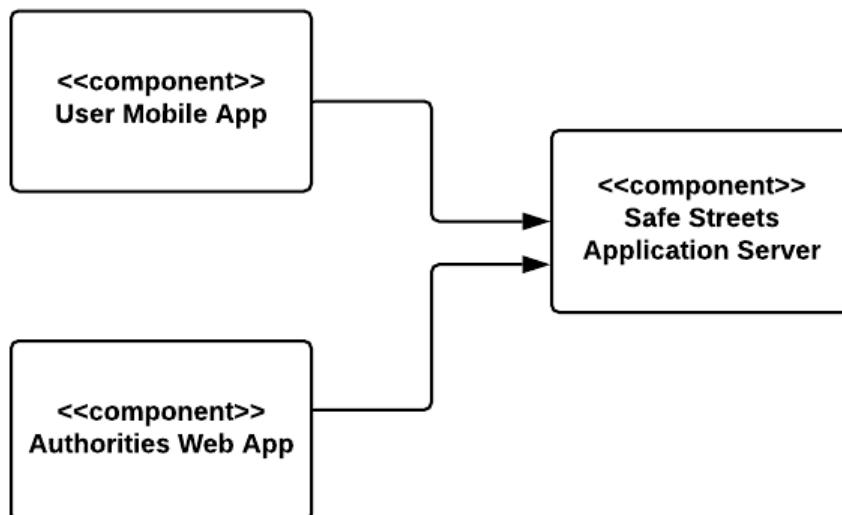 <<component>>
User Mobile App
<<component>>
Safe Streets
Application Server
<<component>>
Authorities Web App